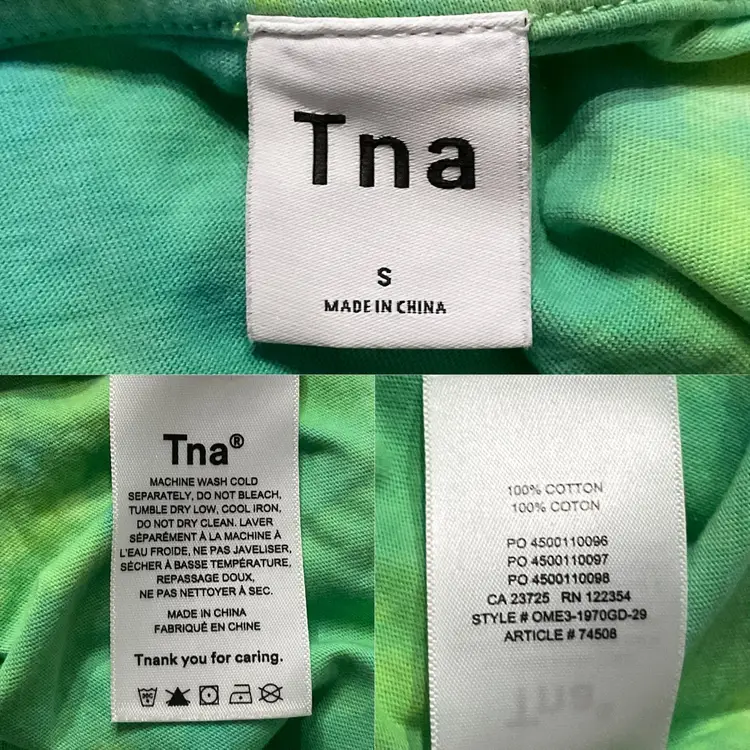 Tna
S
MADE IN CHINA
Tna®
MACHINE WASH COLD
SEPARATELY, DO NOT BLEACH,
TUMBLE DRY LOW, COOL IRON,
DO NOT DRY CLEAN. LAVER
SÉPARÉMENT À LA MACHINE À
L'EAU FROIDE, NE PAS JAVELISER,
SÉCHER À BASSE TEMPÉRATURE,
REPASSAGE DOUX,
NE PAS NETTOYER À SEC.
MADE IN CHINA
FABRIQUÉ EN CHINE
Tnank you for caring.
30C
100% COTTON
100% COTON
PO 4500110096
PO 4500110097
PO 4500110098
CA 23725 RN 122354
STYLE # OME3-1970GD-29
ARTICLE # 74508